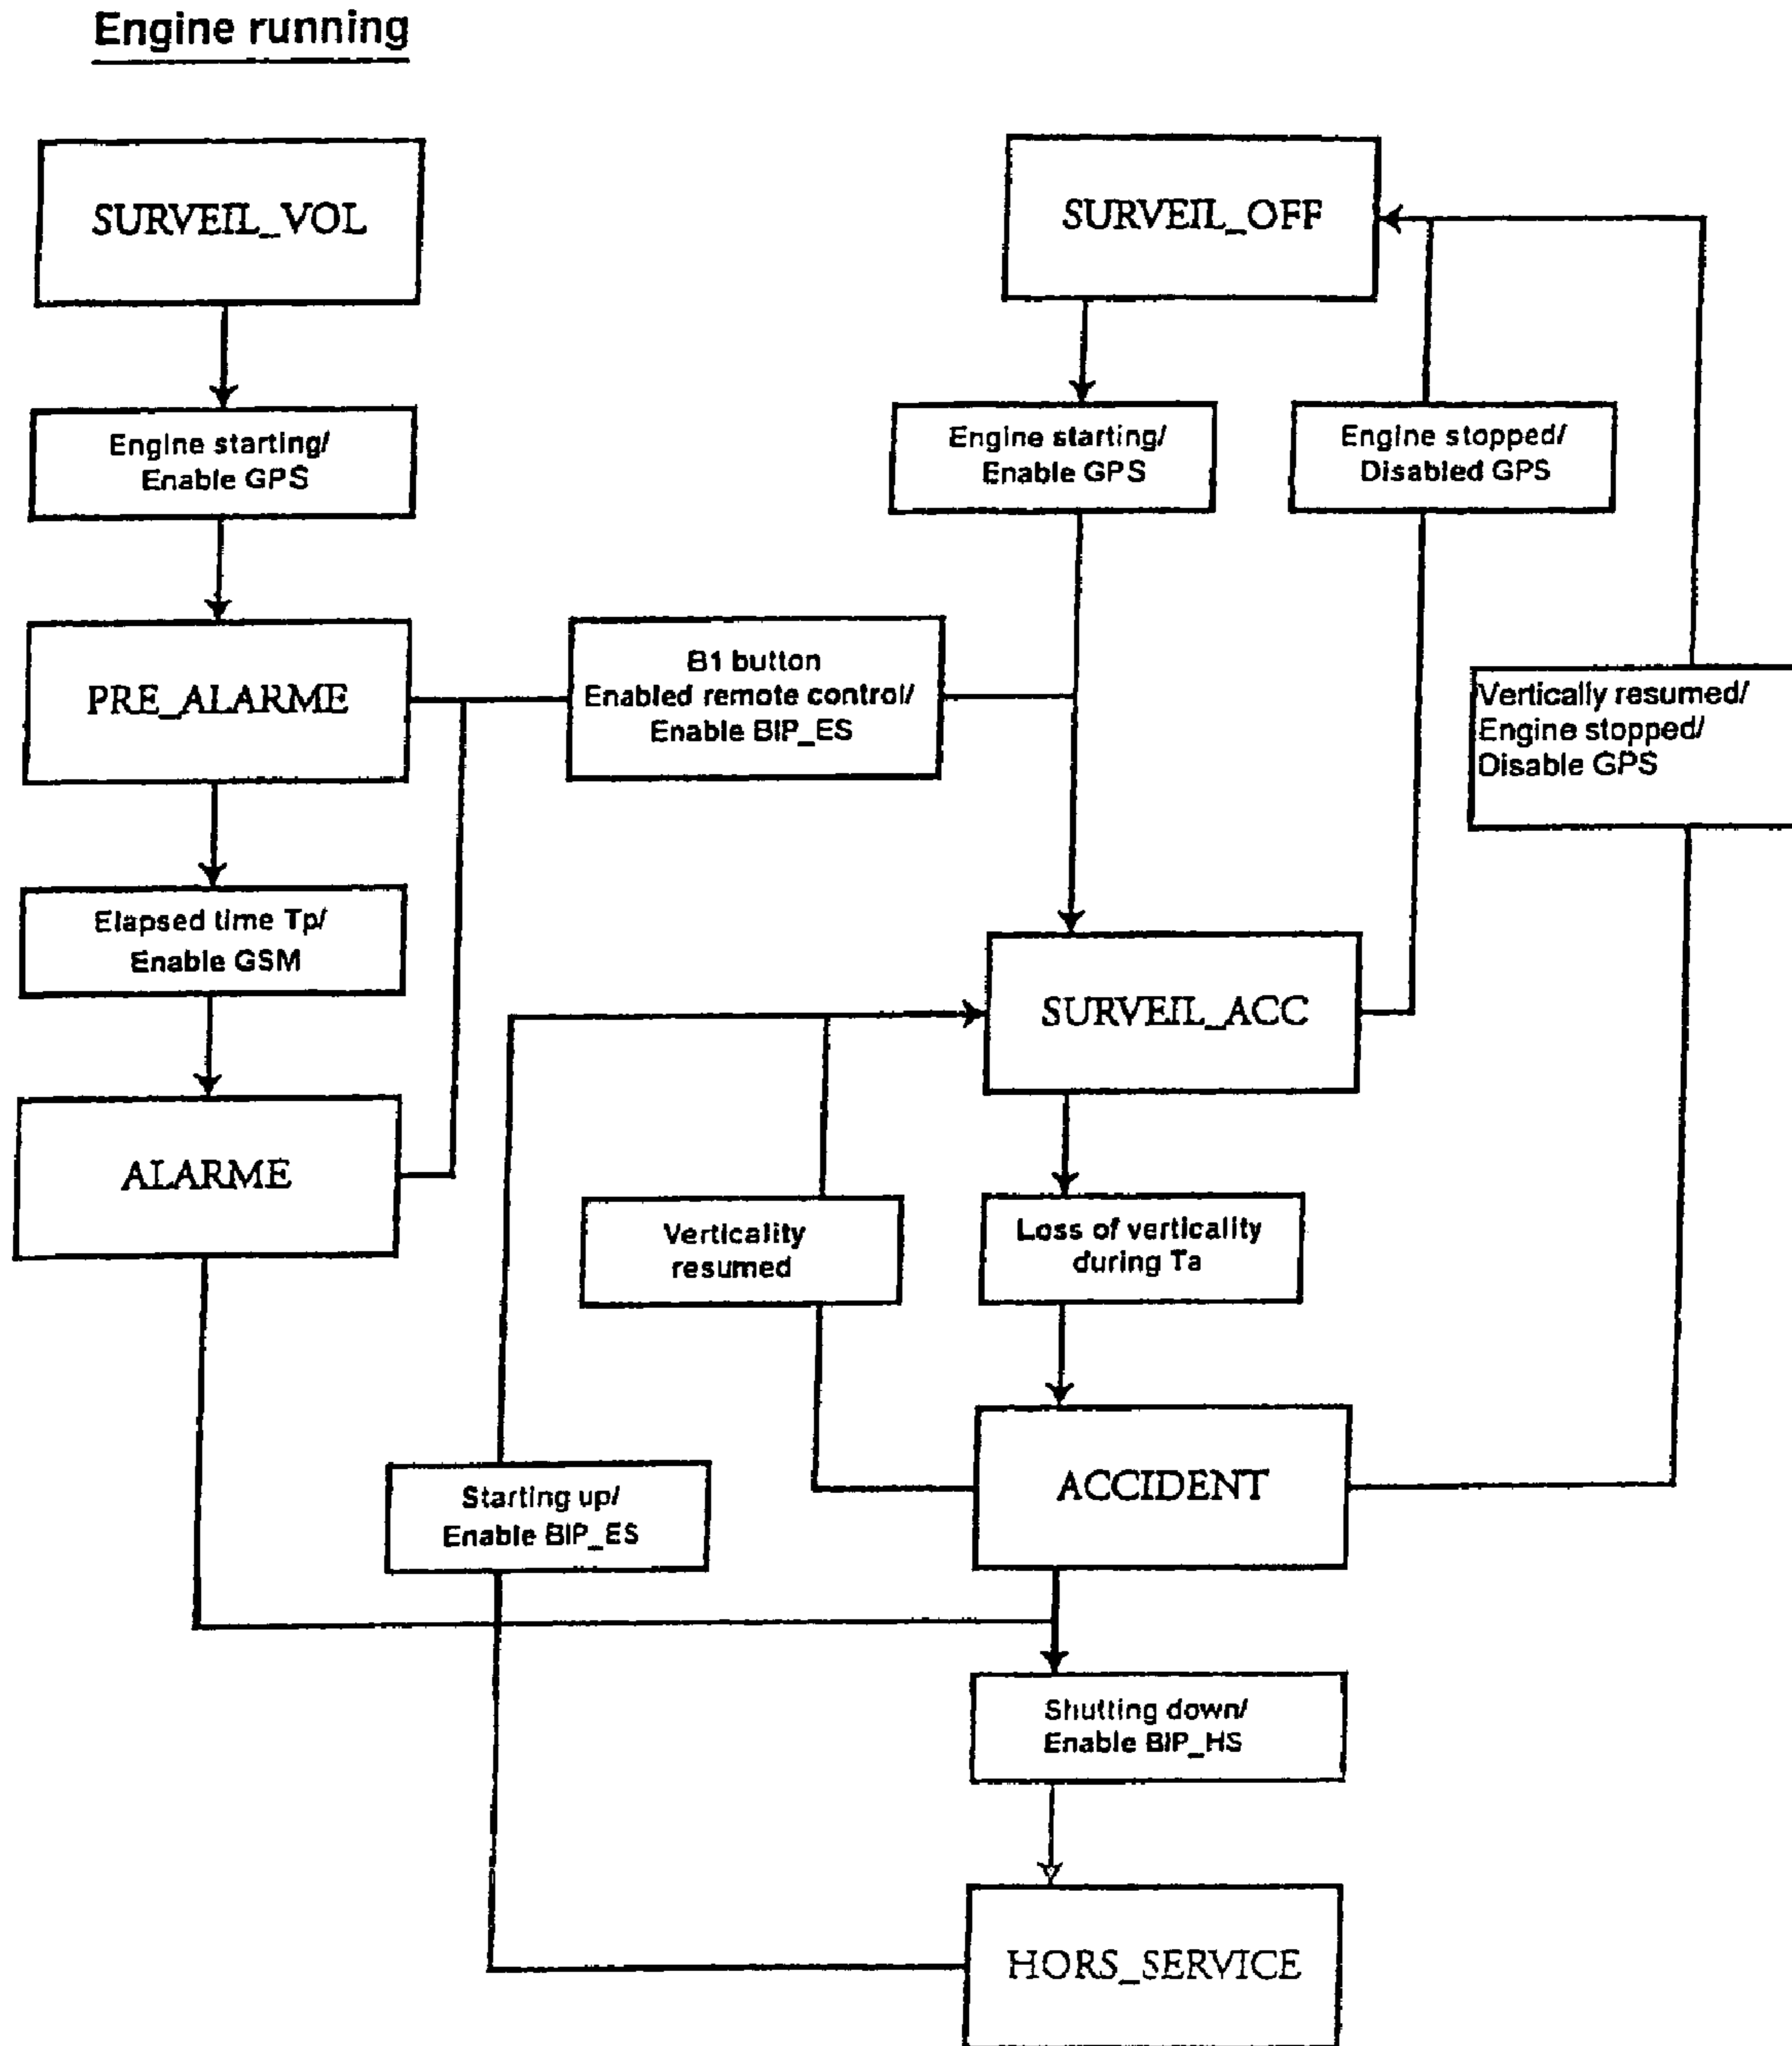 Engine running
SURVEIL_VOL
SURVEIL_OFF
Engine starting/
Enable GPS
Engine starting/
Enable GPS
Engine stopped/
Disabled GPS
PRE_ALARME
B1 button
Enabled remote control/
Enable BIP_ES
Vertically resumed/
Engine stopped/
Disable GPS
Elapsed time Tp/
Enable GSM
SURVEIL_ACC
ALARME
Verticality
resumed
Loss of verticality
during Ta
Starting up/
Enable BIP_ES
ACCIDENT
Shutting down/
Enable BIP_HS
HORS_SERVICE